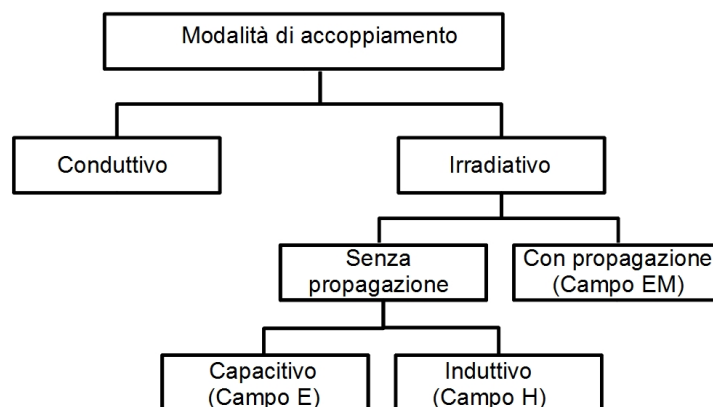 Modalità di accoppiamento
Conduttivo
Irradiativo
Senza
propagazione
Con propagazione
(Campo EM)
Capacitivo
(Campo E)
Induttivo
(Campo H)